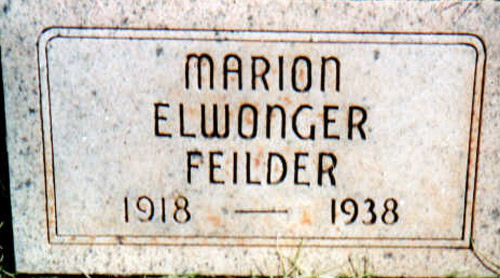 MARION
ELWONGER
FEILDER
1918 — 1938